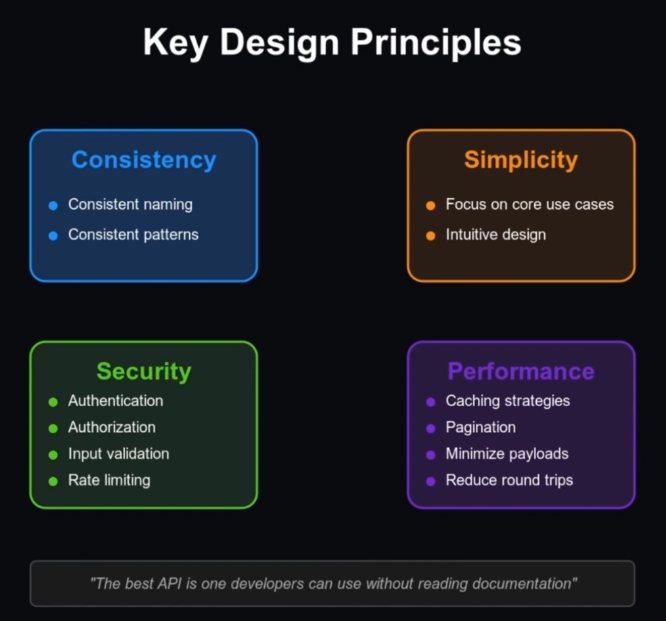 Key Design Principles
Consistency
Consistent naming
Consistent patterns
Simplicity
Focus on core use cases
Intuitive design
Security
Authentication
Authorization
Input validation
Rate limiting
Performance
Caching strategies
Pagination
Minimize payloads
Reduce round trips
"The best API is one developers can use without reading documentation"